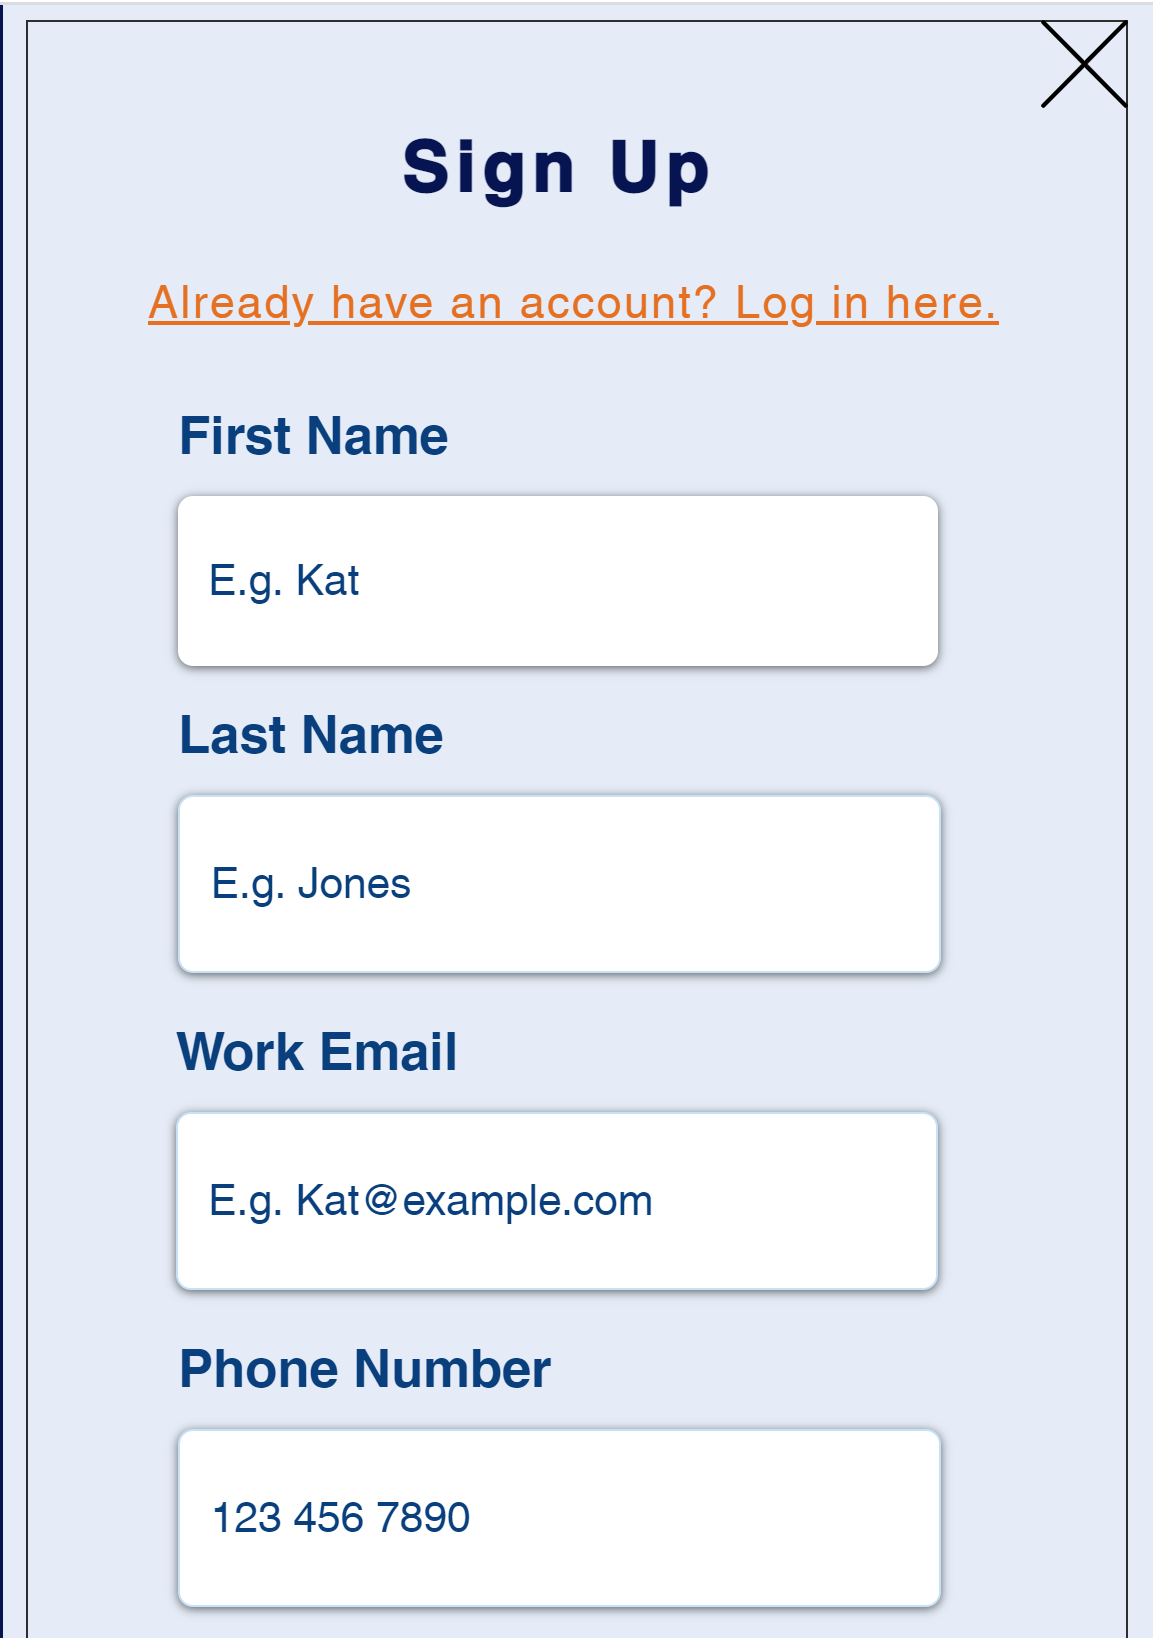 Sign Up
Already have an account? Log in here.
First Name
E.g. Kat
Last Name
E.g. Jones
Work Email
E.g. Kat@example.com
Phone Number
123 456 7890